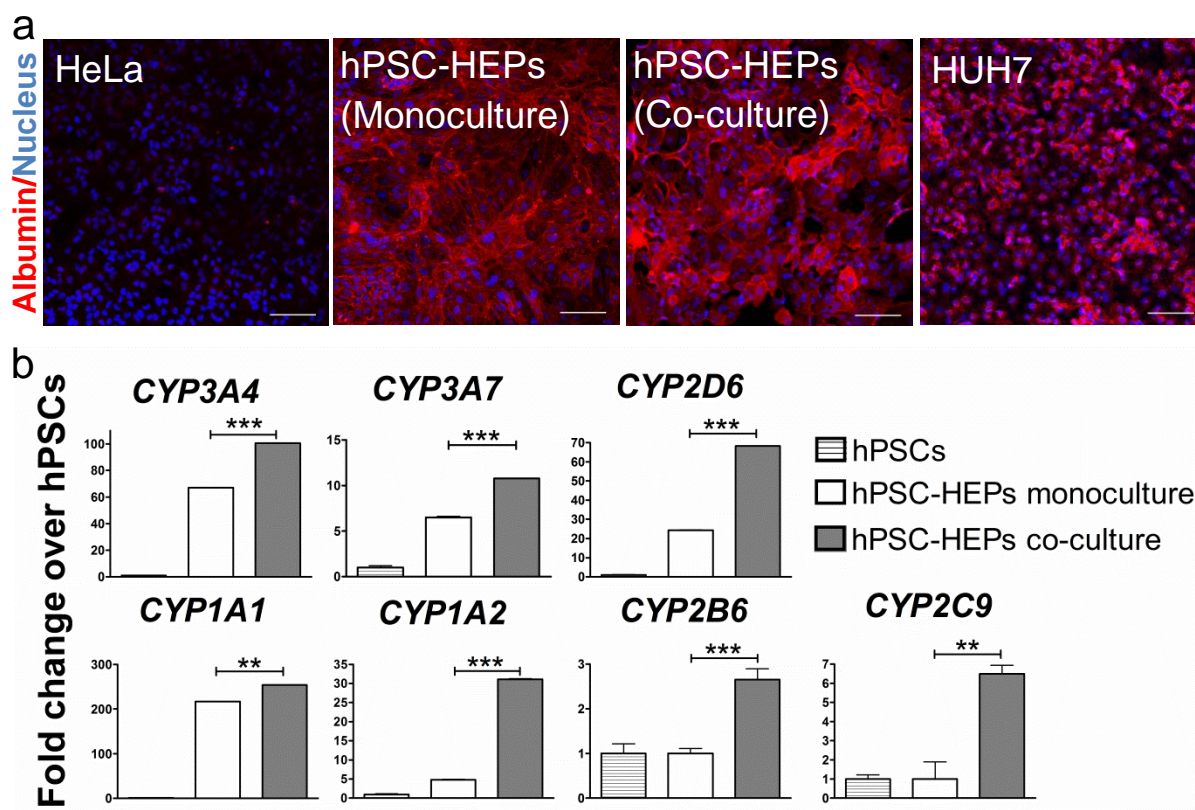 a
Albumin/Nucleus
HeLa
hPSC-HEPs
(Monoculture)
hPSC-HEPs
(Co-culture)
HUH7
b
Fold change over hPSCs
CYP3A4
***
100
80
60
40
20
0
CYP3A7
***
15
10
5
0
CYP2D6
***
70
60
50
40
30
20
10
0
hPSCs
hPSC-HEPs monoculture
hPSC-HEPs co-culture
CYP1A1
**
300
200
100
0
CYP1A2
***
35
30
25
20
15
10
5
0
CYP2B6
***
3
2
1
0
CYP2C9
**
7
6
5
4
3
2
1
0